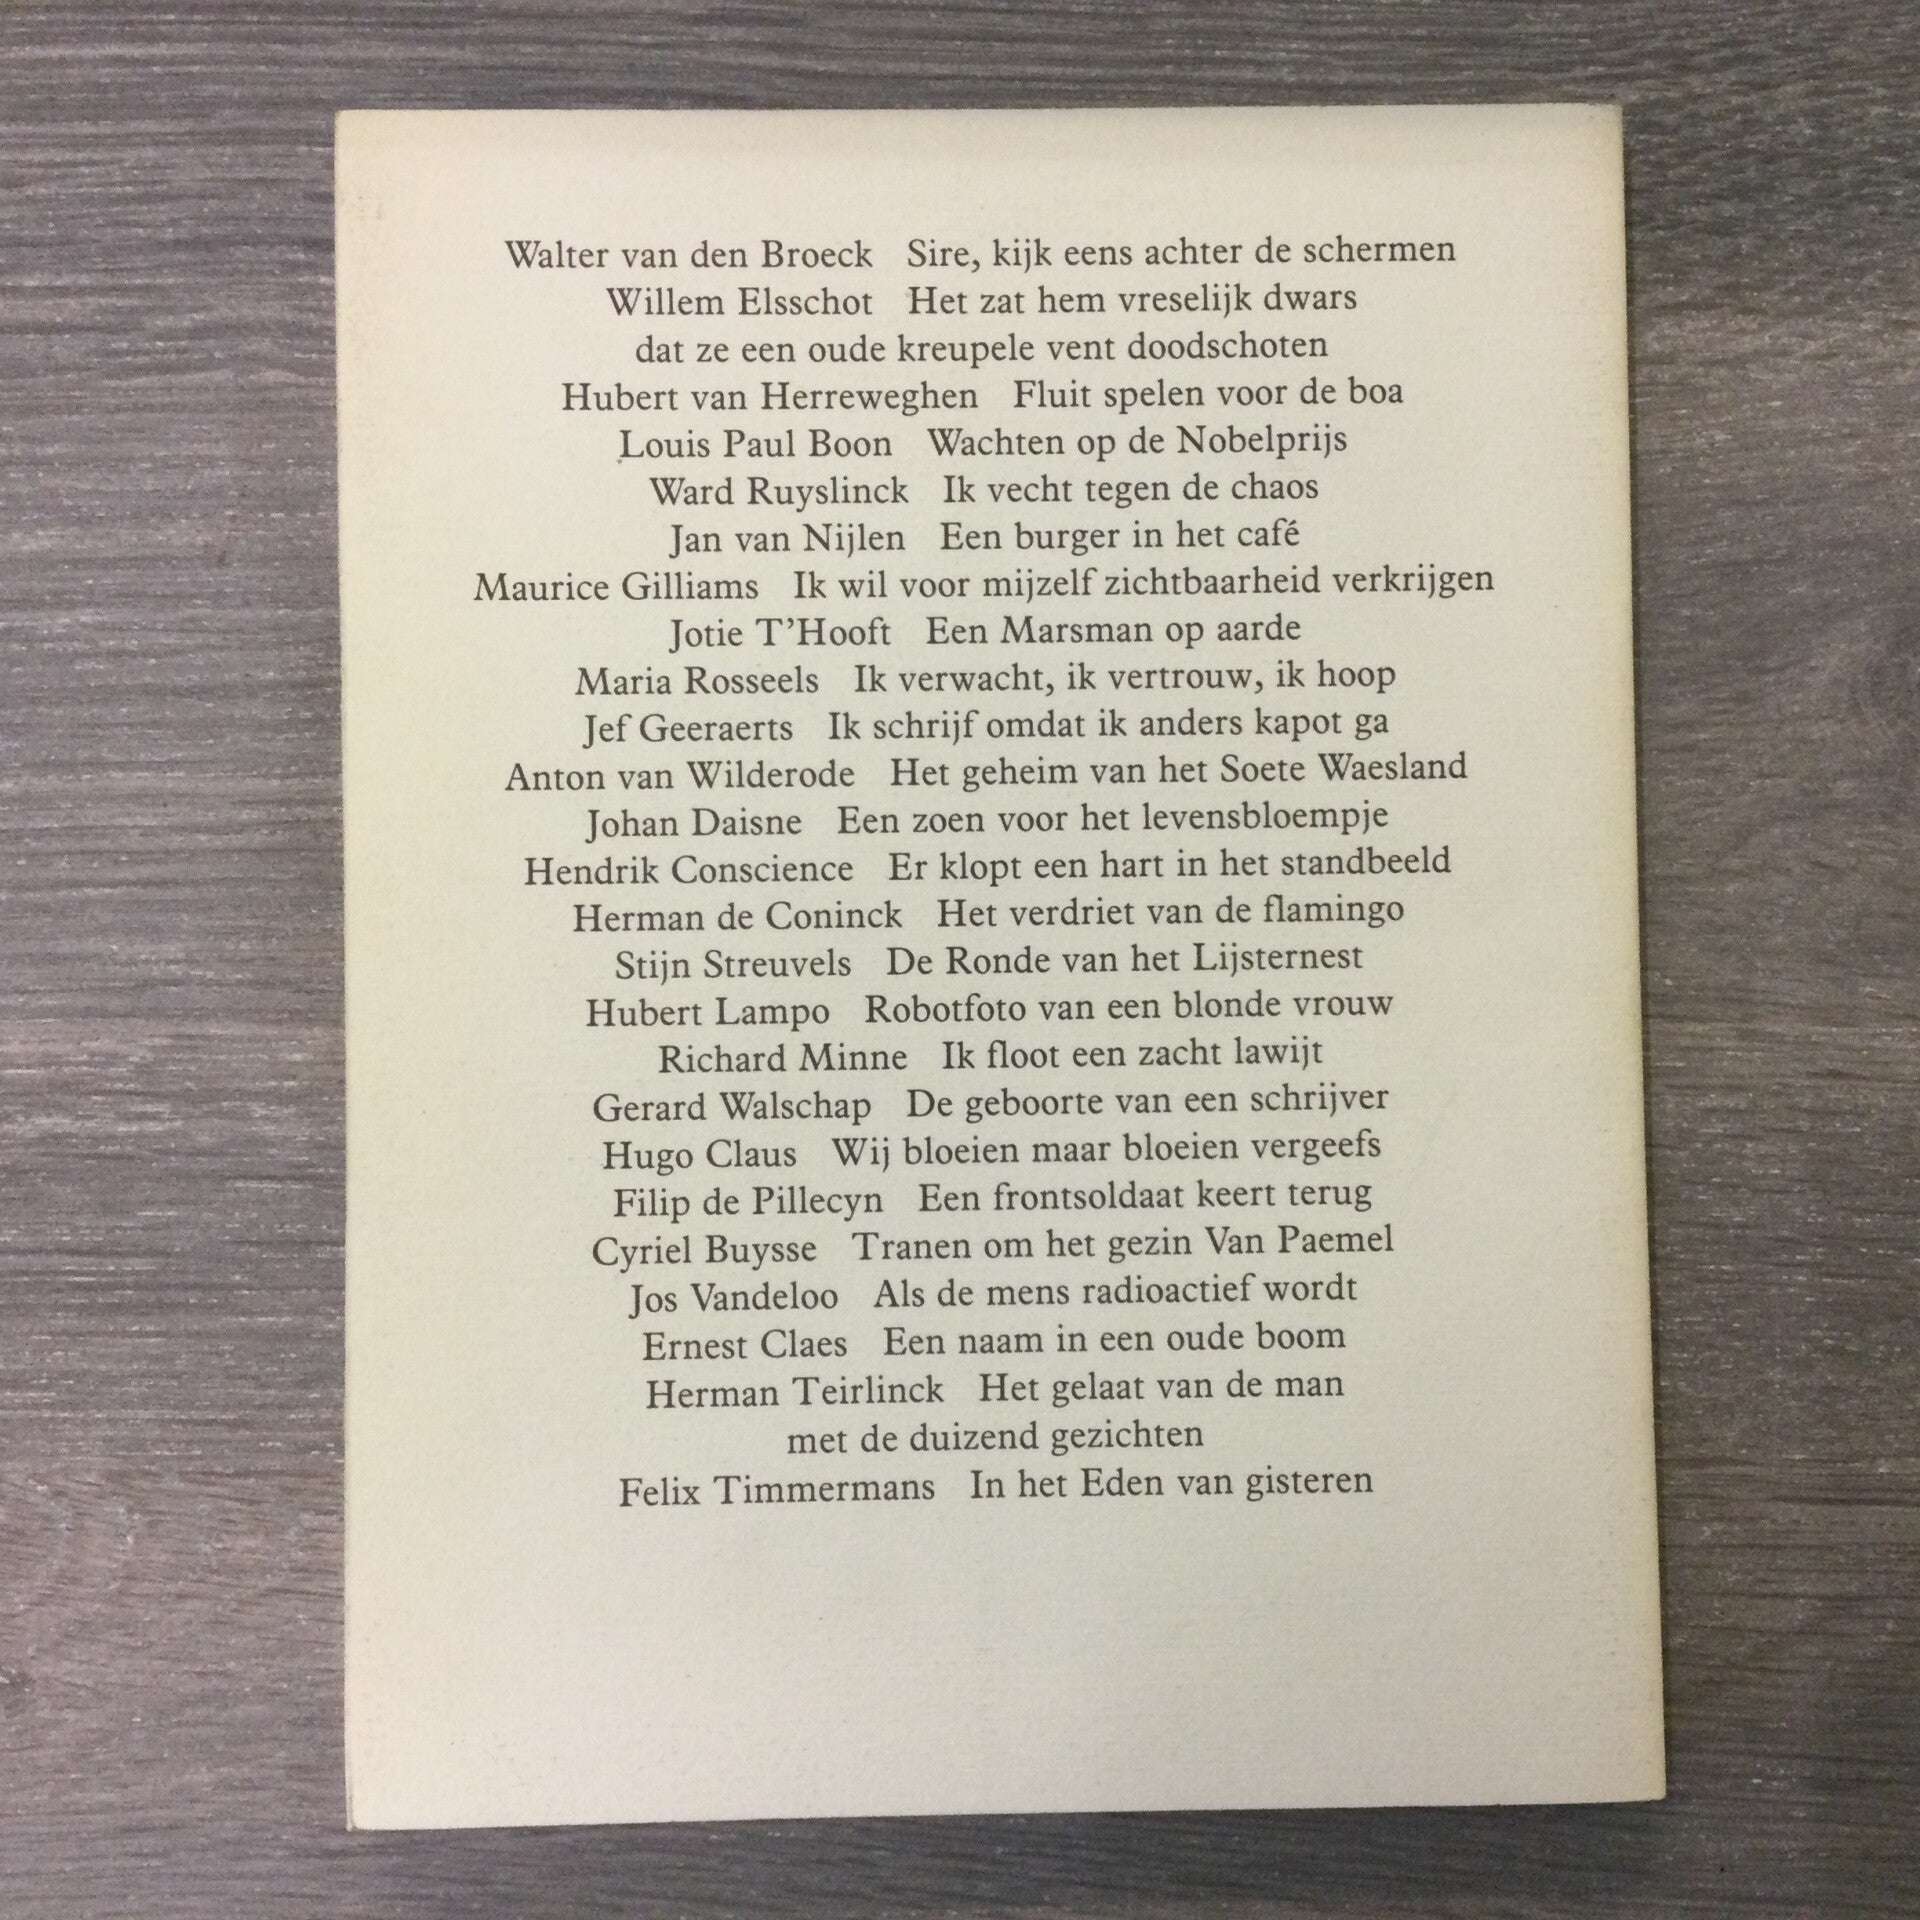 Walter van den Broeck Sire, kijk eens achter de schermen
Willem Elsschot Het zat hem vreselijk dwars
dat ze een oude kreupele vent doodschoten
Hubert van Herreweghen Fluit spelen voor de boa
Louis Paul Boon Wachten op de Nobelprijs
Ward Ruyslinck Ik vecht tegen de chaos
Jan van Nijlen Een burger in het café
Maurice Gilliams Ik wil voor mijzelf zichtbaarheid verkrijgen
Jotie T’Hooft Een Marsman op aarde
Maria Rosseels Ik verwacht, ik vertrouw, ik hoop
Jef Geeraerts Ik schrijf omdat ik anders kapot ga
Anton van Wilderode Het geheim van het Soete Waesland
Johan Daisne Een zoen voor het levensbloempje
Hendrik Conscience Er klopt een hart in het standbeeld
Herman de Coninck Het verdriet van de flamingo
Stijn Streuvels De Ronde van het Lijsternest
Hubert Lampo Robotfoto van een blonde vrouw
Richard Minne Ik floot een zacht lawijt
Gerard Walschap De geboorte van een schrijver
Hugo Claus Wij bloeien maar bloeien vergeefs
Filip de Pillecyn Een frontsoldaat keert terug
Cyriel Buysse Tranen om het gezin Van Paemel
Jos Vandeloo Als de mens radioactief wordt
Ernest Claes Een naam in een oude boom
Herman Teirlinck Het gelaat van de man
met de duizend gezichten
Felix Timmermans In het Eden van gisteren